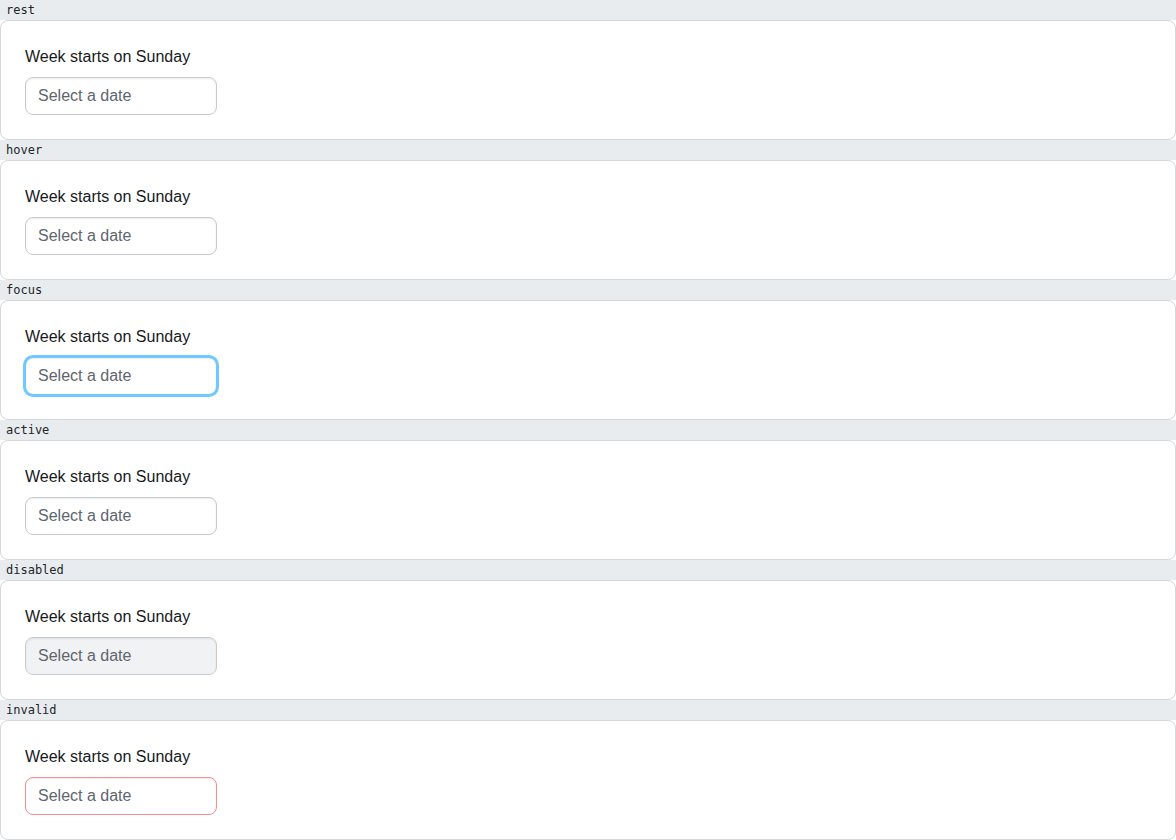 rest
Week starts on Sunday
Select a date
hover
Week starts on Sunday
Select a date
focus
Week starts on Sunday
Select a date
active
Week starts on Sunday
Select a date
disabled
Week starts on Sunday
Select a date
invalid
Week starts on Sunday
Select a date